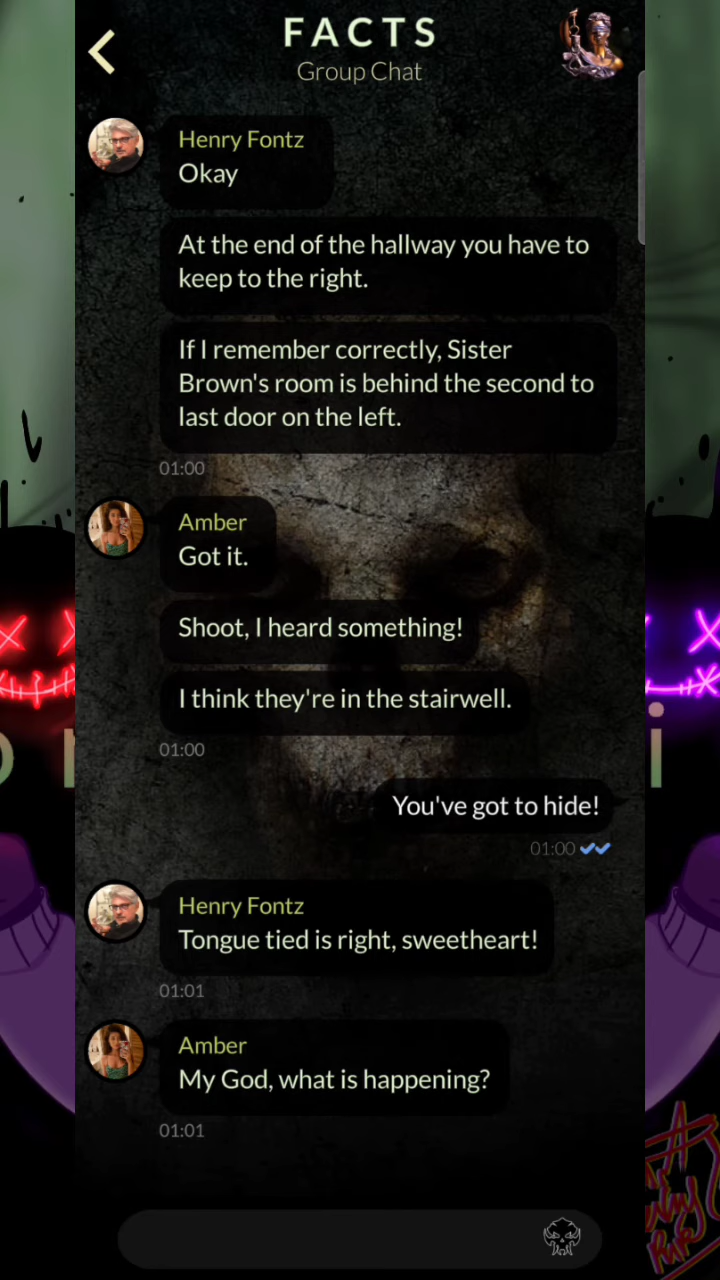 FACTS
Group Chat
Henry Fontz
Okay
At the end of the hallway you have to
keep to the right.
If I remember correctly, Sister
Brown's room is behind the second to
last door on the left.
01:00
Amber
Got it.
Shoot, I heard something!
I think they're in the stairwell.
01:00
You've got to hide!
01:00
Henry Fontz
Tongue tied is right, sweetheart!
01:01
Amber
My God, what is happening?
01:01